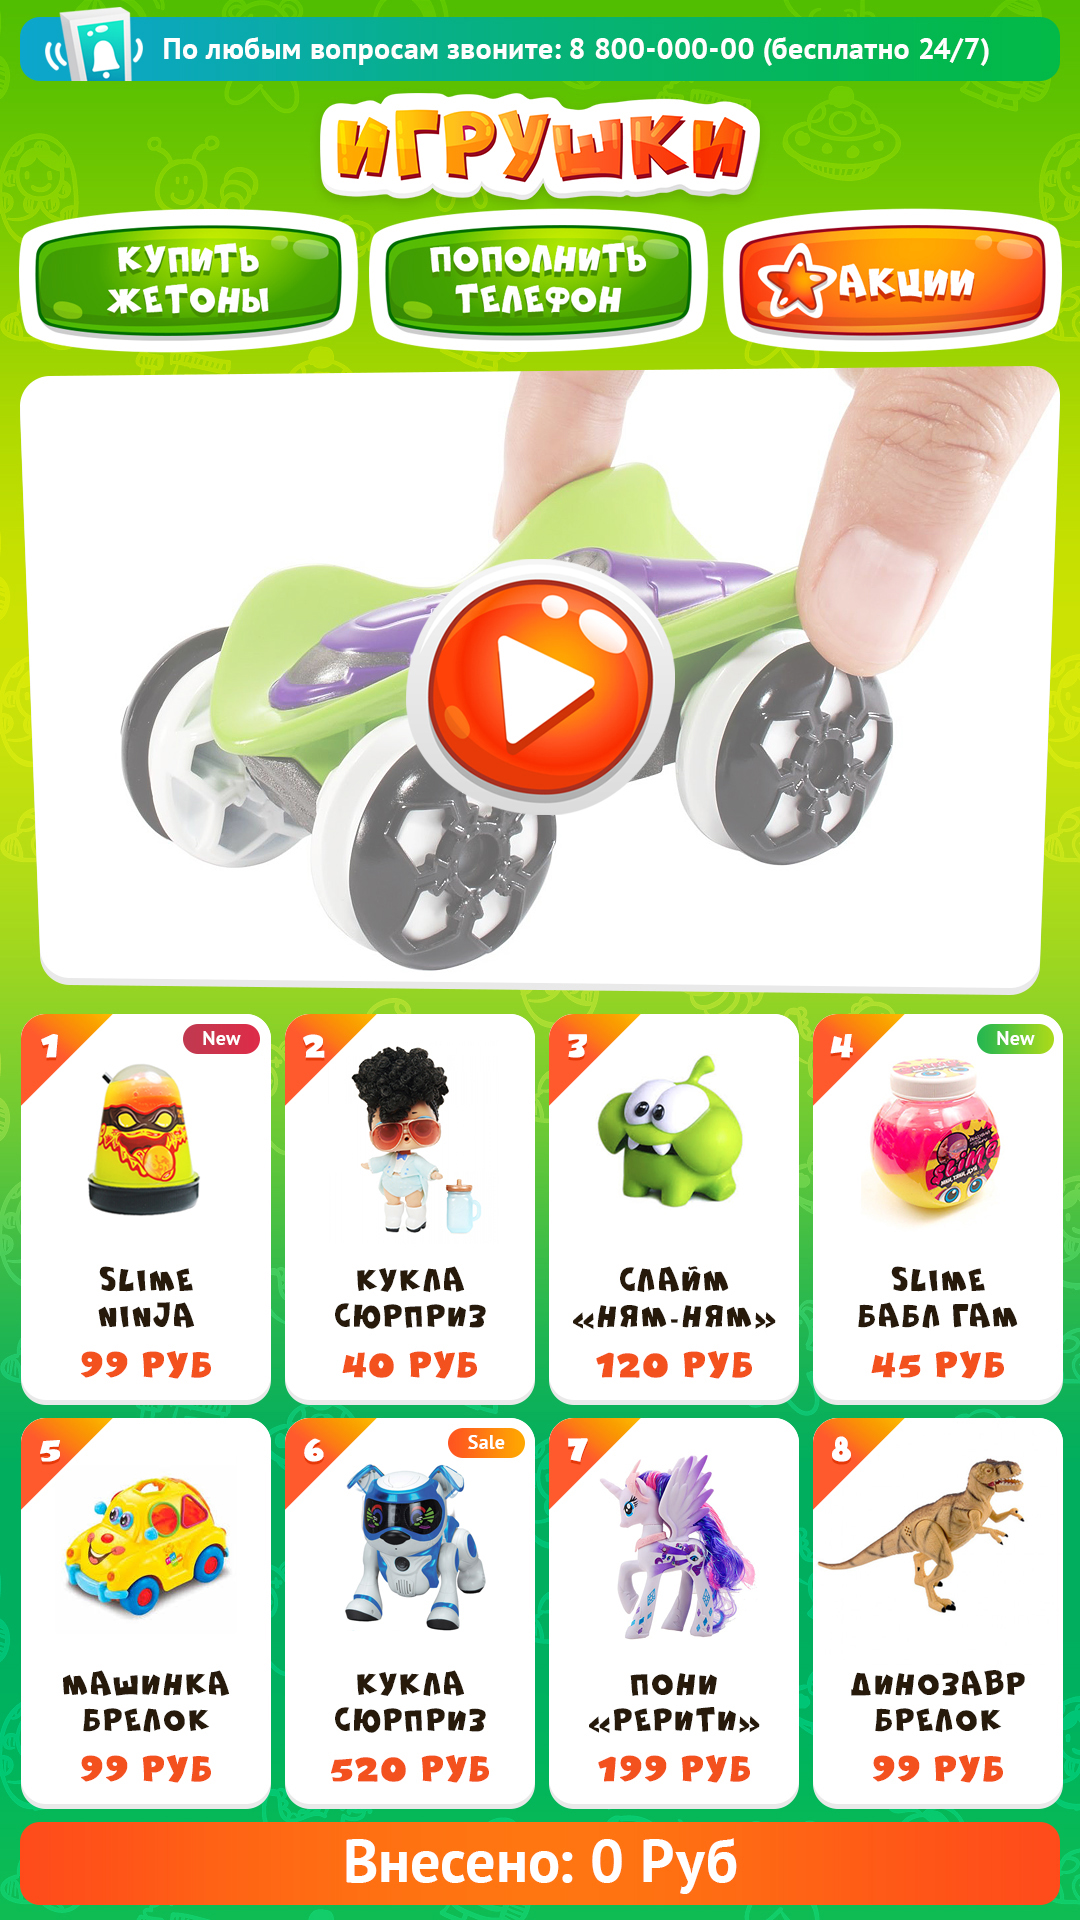 По любым вопросам звоните: 8 800-000-00 (бесплатно 24/7)
ИГРУШКИ
КУПИТЬ
ЖЕТОНЫ
ПОПОЛНИТЬ
ТЕЛЕФОН
АКЦИИ
1
New
SLIME
NINJA
99 РУБ
2
КУКЛА
СЮРПРИЗ
40 РУБ
3
СЛАЙМ
«НЯМ-НЯМ»
120 РУБ
4
New
SLIME
SLIME
БАБЛ ГАМ
45 РУБ
5
МАШИНКА
БРЕЛОК
99 РУБ
6
Sale
КУКЛА
СЮРПРИЗ
520 РУБ
7
ПОНИ
«РЕРИТИ»
199 РУБ
8
ДИНОЗАВР
БРЕЛОК
99 РУБ
Внесено: 0 Руб